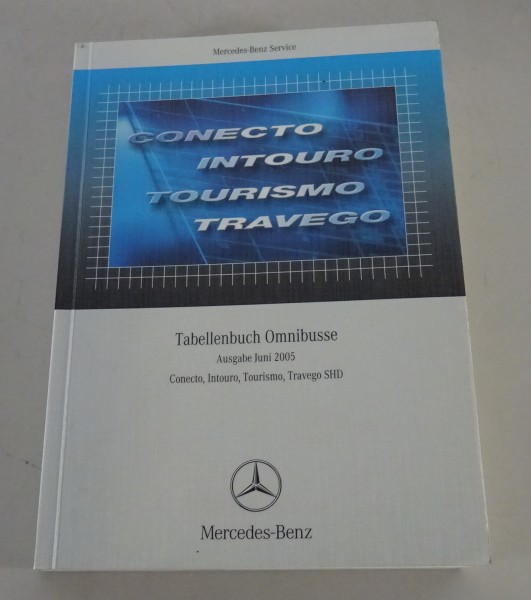 Mercedes-Benz Service
CONECTO
INTOURO
TOURISMO
TRAVEGO
Tabellenbuch Omnibusse
Ausgabe Juni 2005
Conecto, Intouro, Tourismo, Travego SHD
Mercedes-Benz